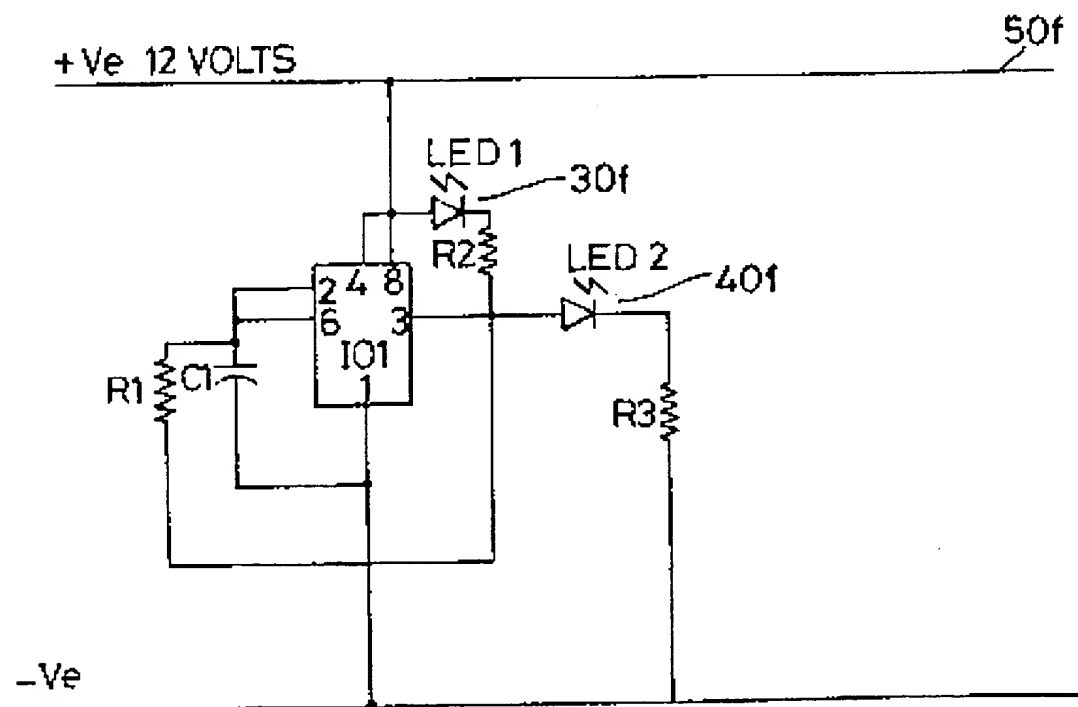 50f
+Ve 12 VOLTS
LED 1
30f
R2
LED 2
40f
2 4 8
6 3
IO1
1
R1
C1
R3
-Ve